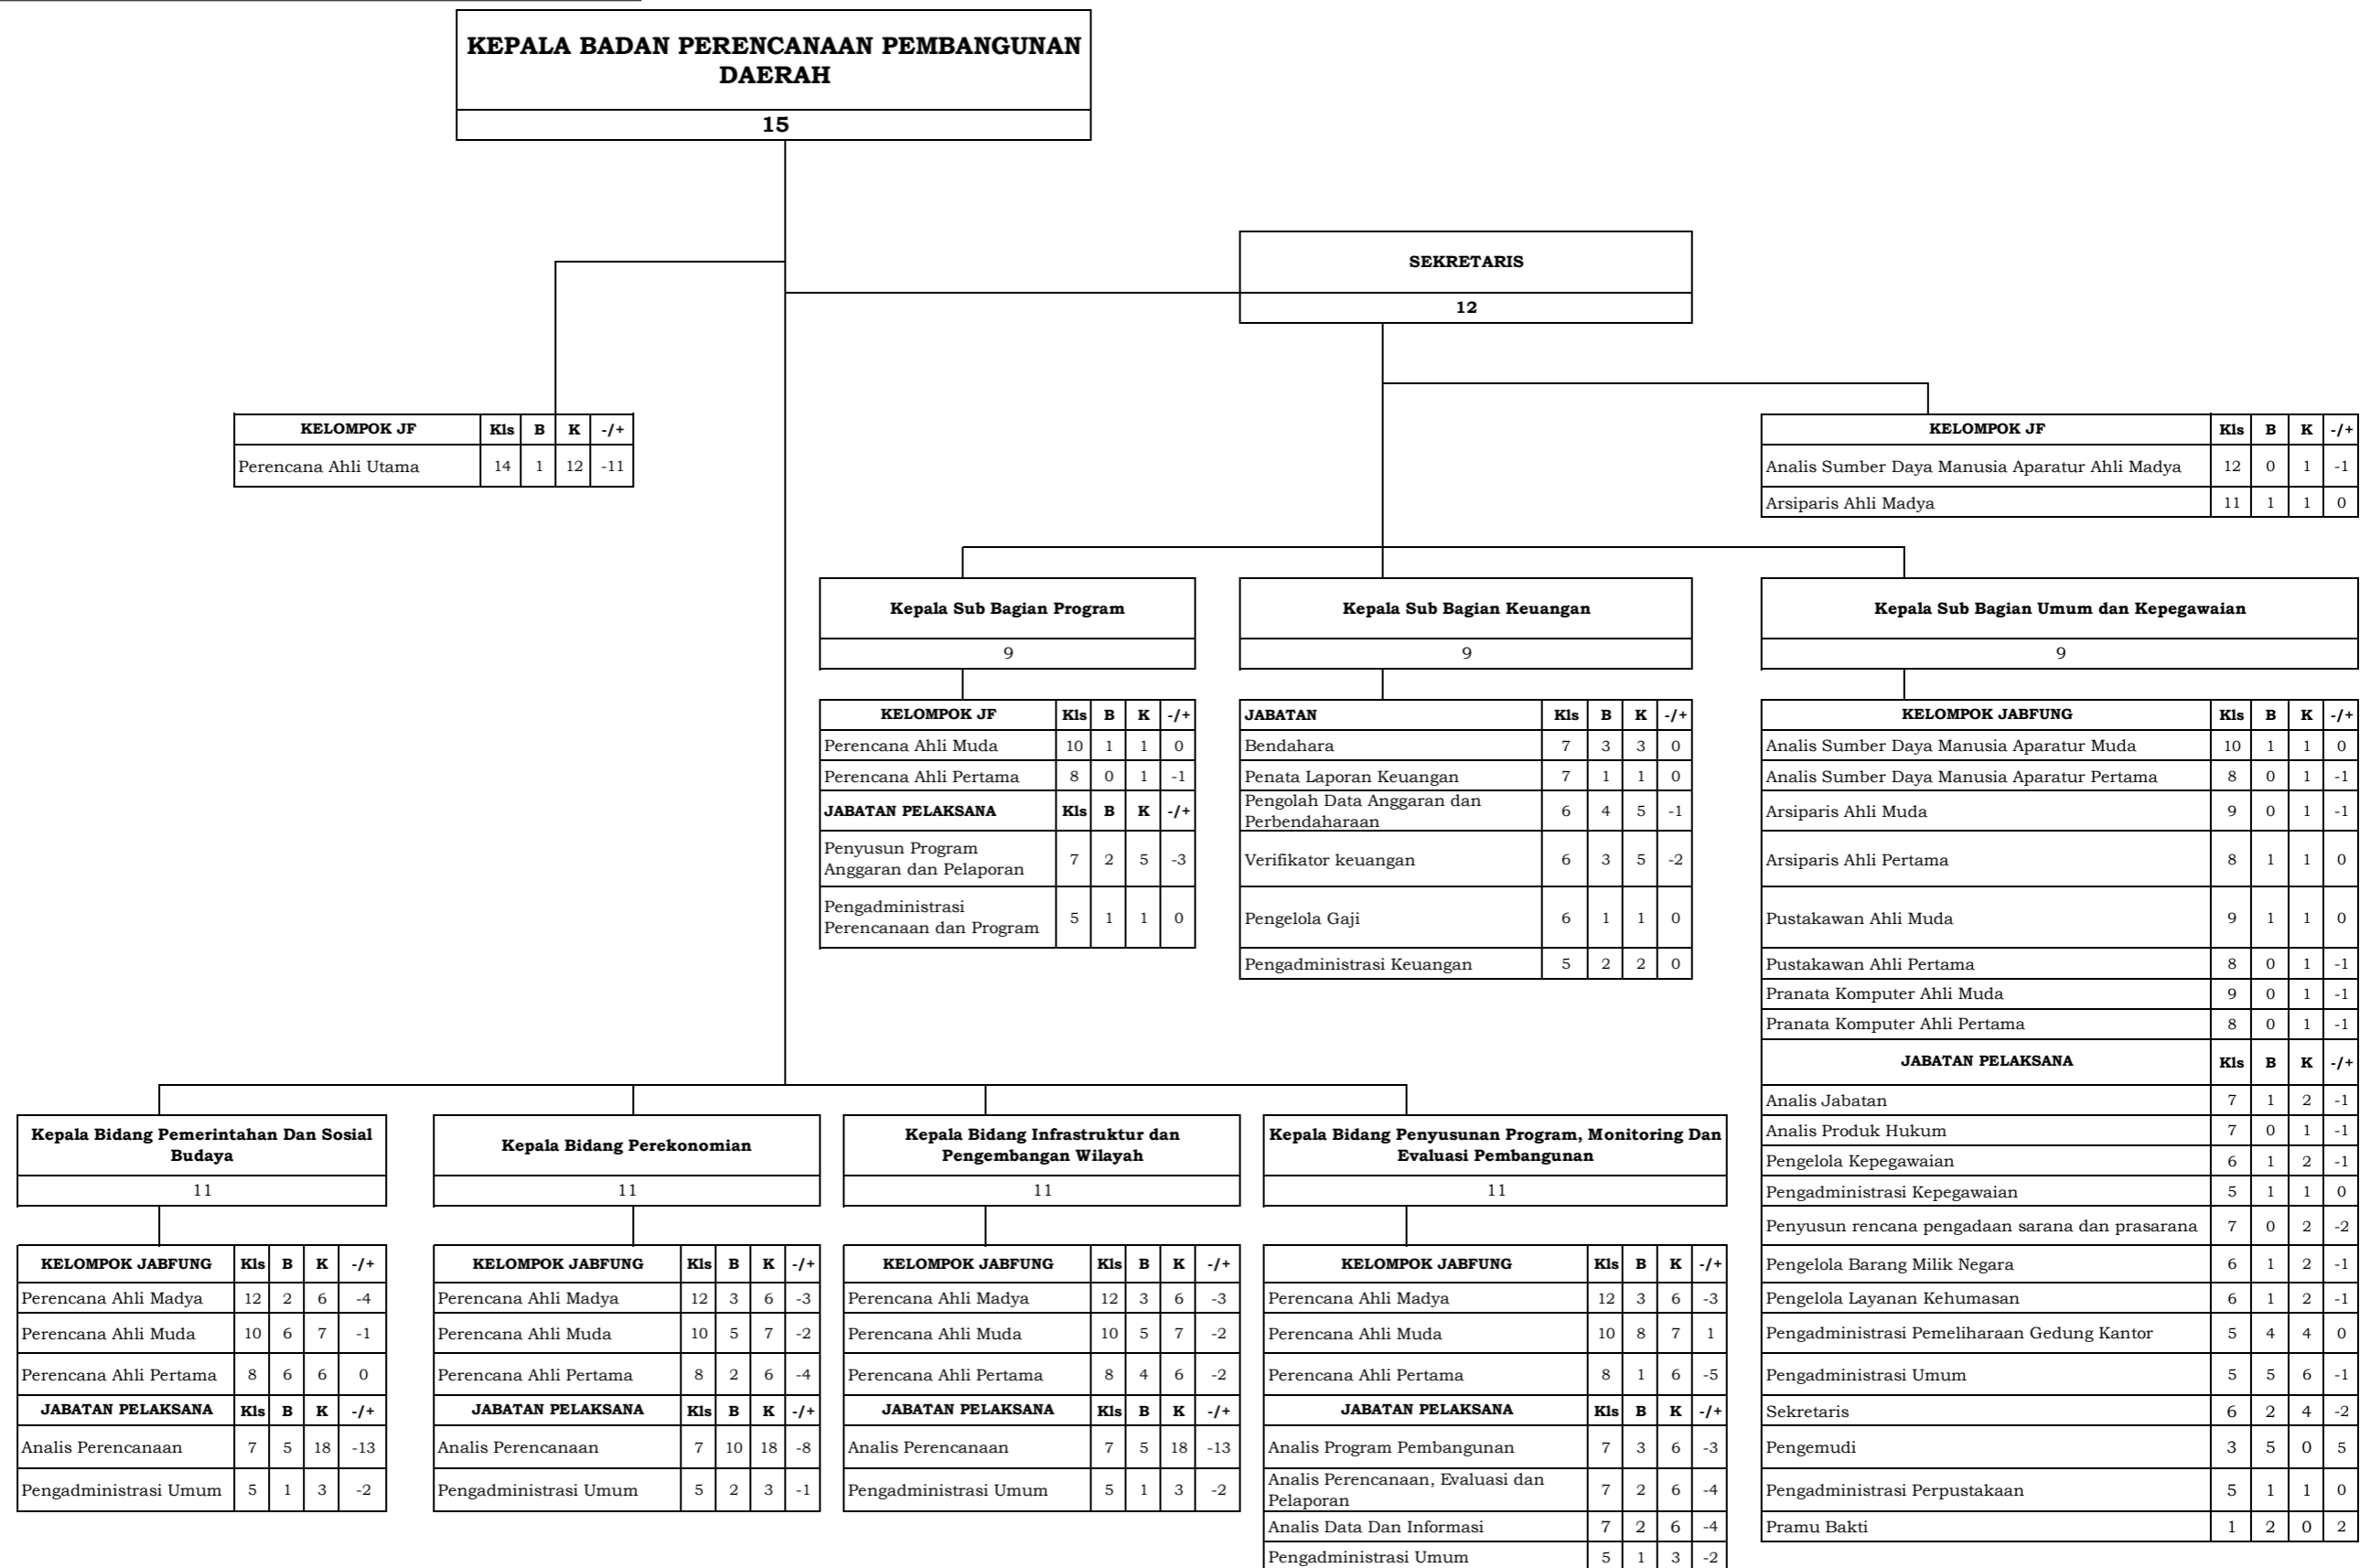 KEPALA BADAN PERENCANAAN PEMBANGUNAN
DAERAH
15
SEKRETARIS
12
KELOMPOK JF Kls B K -/+
Perencana Ahli Utama 14 1 12 -11
KELOMPOK JF Kls B K -/+
Analis Sumber Daya Manusia Aparatur Ahli Madya 12 0 1 -1
Arsiparis Ahli Madya 11 1 1 0
Kepala Sub Bagian Program
9
KELOMPOK JF Kls B K -/+
Perencana Ahli Muda 10 1 1 0
Perencana Ahli Pertama 8 0 1 -1
JABATAN PELAKSANA Kls B K -/+
Penyusun Program
Anggaran dan Pelaporan 7 2 5 -3
Pengadministrasi
Perencanaan dan Program 5 1 1 0
Kepala Sub Bagian Keuangan
9
JABATAN Kls B K -/+
Bendahara 7 3 3 0
Penata Laporan Keuangan 7 1 1 0
Pengolah Data Anggaran dan
Perbendaharaan 6 4 5 -1
Verifikator keuangan 6 3 5 -2
Pengelola Gaji 6 1 1 0
Pengadministrasi Keuangan 5 2 2 0
Kepala Sub Bagian Umum dan Kepegawaian
9
KELOMPOK JABFUNG Kls B K -/+
Analis Sumber Daya Manusia Aparatur Muda 10 1 1 0
Analis Sumber Daya Manusia Aparatur Pertama 8 0 1 -1
Arsiparis Ahli Muda 9 0 1 -1
Arsiparis Ahli Pertama 8 1 1 0
Pustakawan Ahli Muda 9 1 1 0
Pustakawan Ahli Pertama 8 0 1 -1
Pranata Komputer Ahli Muda 9 0 1 -1
Pranata Komputer Ahli Pertama 8 0 1 -1
JABATAN PELAKSANA Kls B K -/+
Analis Jabatan 7 1 2 -1
Analis Produk Hukum 7 0 1 -1
Pengelola Kepegawaian 6 1 2 -1
Pengadministrasi Kepegawaian 5 1 1 0
Penyusun rencana pengadaan sarana dan prasarana 7 0 2 -2
Pengelola Barang Milik Negara 6 1 2 -1
Pengelola Layanan Kehumasan 6 1 2 -1
Pengadministrasi Pemeliharaan Gedung Kantor 5 4 4 0
Pengadministrasi Umum 5 5 6 -1
Sekretaris 6 2 4 -2
Pengemudi 3 5 0 5
Pengadministrasi Perpustakaan 5 1 1 0
Pramu Bakti 1 2 0 2
Kepala Bidang Pemerintahan Dan Sosial
Budaya
11
KELOMPOK JABFUNG Kls B K -/+
Perencana Ahli Madya 12 2 6 -4
Perencana Ahli Muda 10 6 7 -1
Perencana Ahli Pertama 8 6 6 0
JABATAN PELAKSANA Kls B K -/+
Analis Perencanaan 7 5 18 -13
Pengadministrasi Umum 5 1 3 -2
Kepala Bidang Perekonomian
11
KELOMPOK JABFUNG Kls B K -/+
Perencana Ahli Madya 12 3 6 -3
Perencana Ahli Muda 10 5 7 -2
Perencana Ahli Pertama 8 2 6 -4
JABATAN PELAKSANA Kls B K -/+
Analis Perencanaan 7 10 18 -8
Pengadministrasi Umum 5 2 3 -1
Kepala Bidang Infrastruktur dan
Pengembangan Wilayah
11
KELOMPOK JABFUNG Kls B K -/+
Perencana Ahli Madya 12 3 6 -3
Perencana Ahli Muda 10 5 7 -2
Perencana Ahli Pertama 8 4 6 -2
JABATAN PELAKSANA Kls B K -/+
Analis Perencanaan 7 5 18 -13
Pengadministrasi Umum 5 1 3 -2
Kepala Bidang Penyusunan Program, Monitoring Dan
Evaluasi Pembangunan
11
KELOMPOK JABFUNG Kls B K -/+
Perencana Ahli Madya 12 3 6 -3
Perencana Ahli Muda 10 8 7 1
Perencana Ahli Pertama 8 1 6 -5
JABATAN PELAKSANA Kls B K -/+
Analis Program Pembangunan 7 3 6 -3
Analis Perencanaan, Evaluasi dan
Pelaporan 7 2 6 -4
Analis Data Dan Informasi 7 2 6 -4
Pengadministrasi Umum 5 1 3 -2